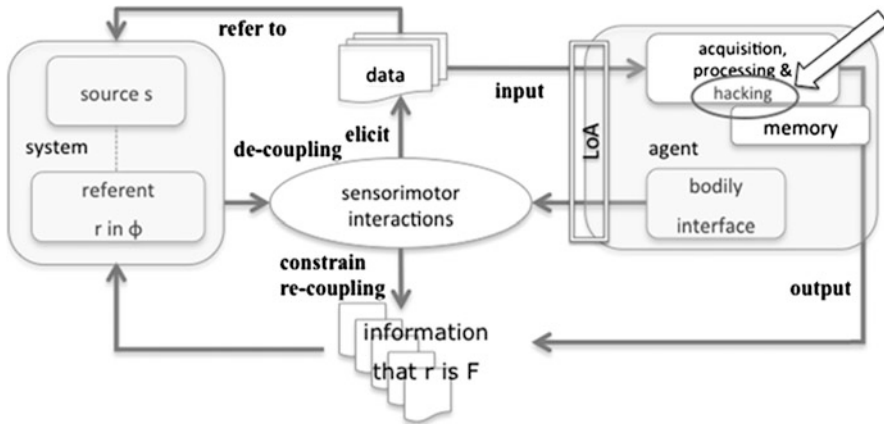 refer to
source s
system
referent
r in ϕ
de-coupling
elicit
data
input
LoA
acquisition,
processing &
hacking
memory
agent
bodily
interface
sensorimotor
interactions
constrain
re-coupling
output
information
that r is F